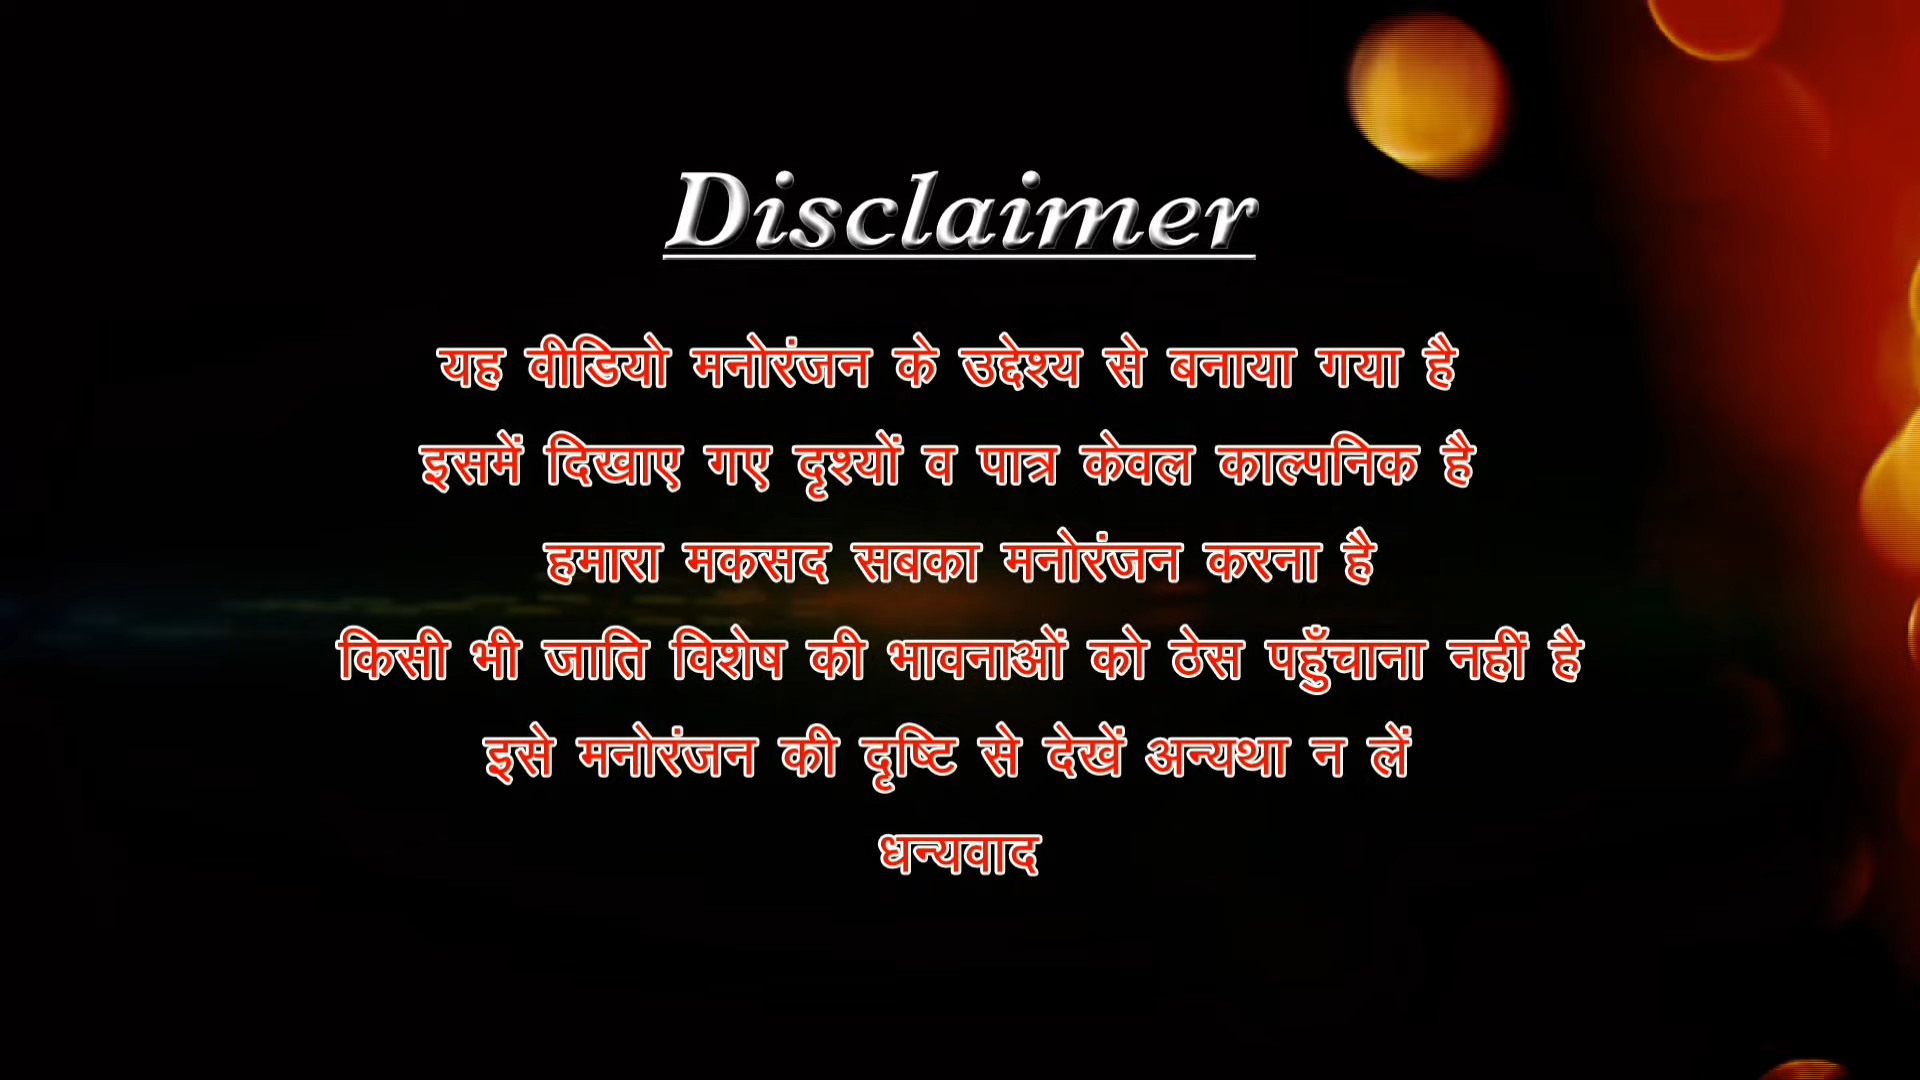 Disclaimer
यह वीडियो मनोरंजन के उद्देश्य से बनाया गया है
इसमें दिखाए गए दृश्यों व पात्र केवल काल्पनिक है
हमारा मकसद सबका मनोरंजन करना है
किसी भी जाति विशेष की भावनाओं को ठेस पहुँचाना नहीं है
इसे मनोरंजन की दृष्टि से देखें अन्यथा न लें
धन्यवाद